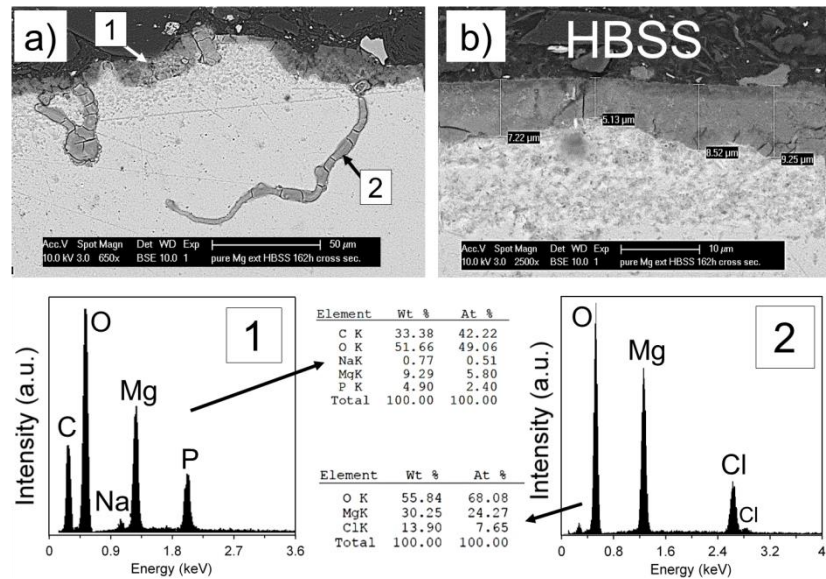 a)
1
2
Acc.V Spot Magn Det WD Exp 50 µm
10.0 kV 3.0 650x BSE 10.0 1 pure Mg ext HBSS 162h cross sec.
b)
HBSS
7.22 µm
5.13 µm
8.52 µm
9.25 µm
Acc.V Spot Magn Det WD Exp 10 µm
10.0 kV 3.0 2500x BSE 10.0 1 pure Mg ext HBSS 162h cross sec.
Intensity (a.u.)
C
O
Na
Mg
P
1
0 0.9 1.8 2.7 3.6
Energy (keV)
Element Wt % At %
C K 33.38 42.22
O K 51.66 49.06
NaK 0.77 0.51
MgK 9.29 5.80
P K 4.90 2.40
Total 100.00 100.00
Element Wt % At %
O K 55.84 68.08
MgK 30.25 24.27
ClK 13.90 7.65
Total 100.00 100.00
Intensity (a.u.)
O
Mg
Cl
Cl
2
0 0.8 1.6 2.4 3.2 4
Energy (keV)